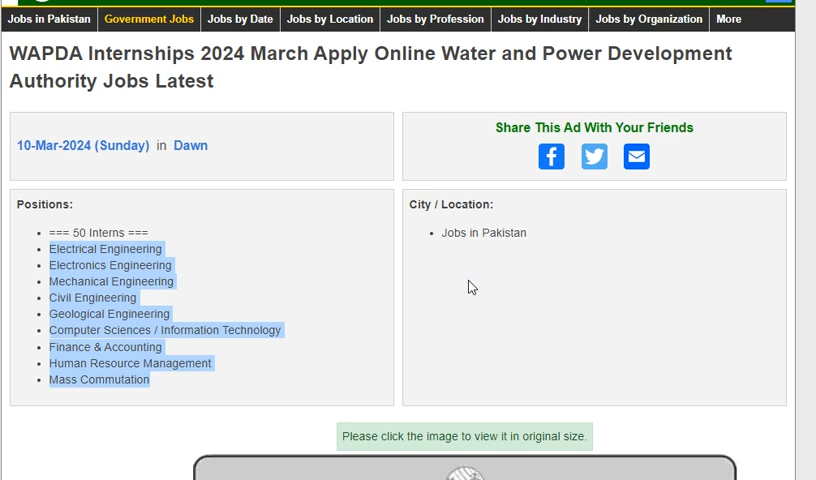 Jobs in Pakistan Government Jobs Jobs by Date Jobs by Location Jobs by Profession Jobs by Industry Jobs by Organization More
WAPDA Internships 2024 March Apply Online Water and Power Development
Authority Jobs Latest
10-Mar-2024 (Sunday) in Dawn
Share This Ad With Your Friends
Positions:
=== 50 Interns ===
Electrical Engineering
Electronics Engineering
Mechanical Engineering
Civil Engineering
Geological Engineering
Computer Sciences / Information Technology
Finance & Accounting
Human Resource Management
Mass Commutation
City / Location:
Jobs in Pakistan
Please click the image to view it in original size.